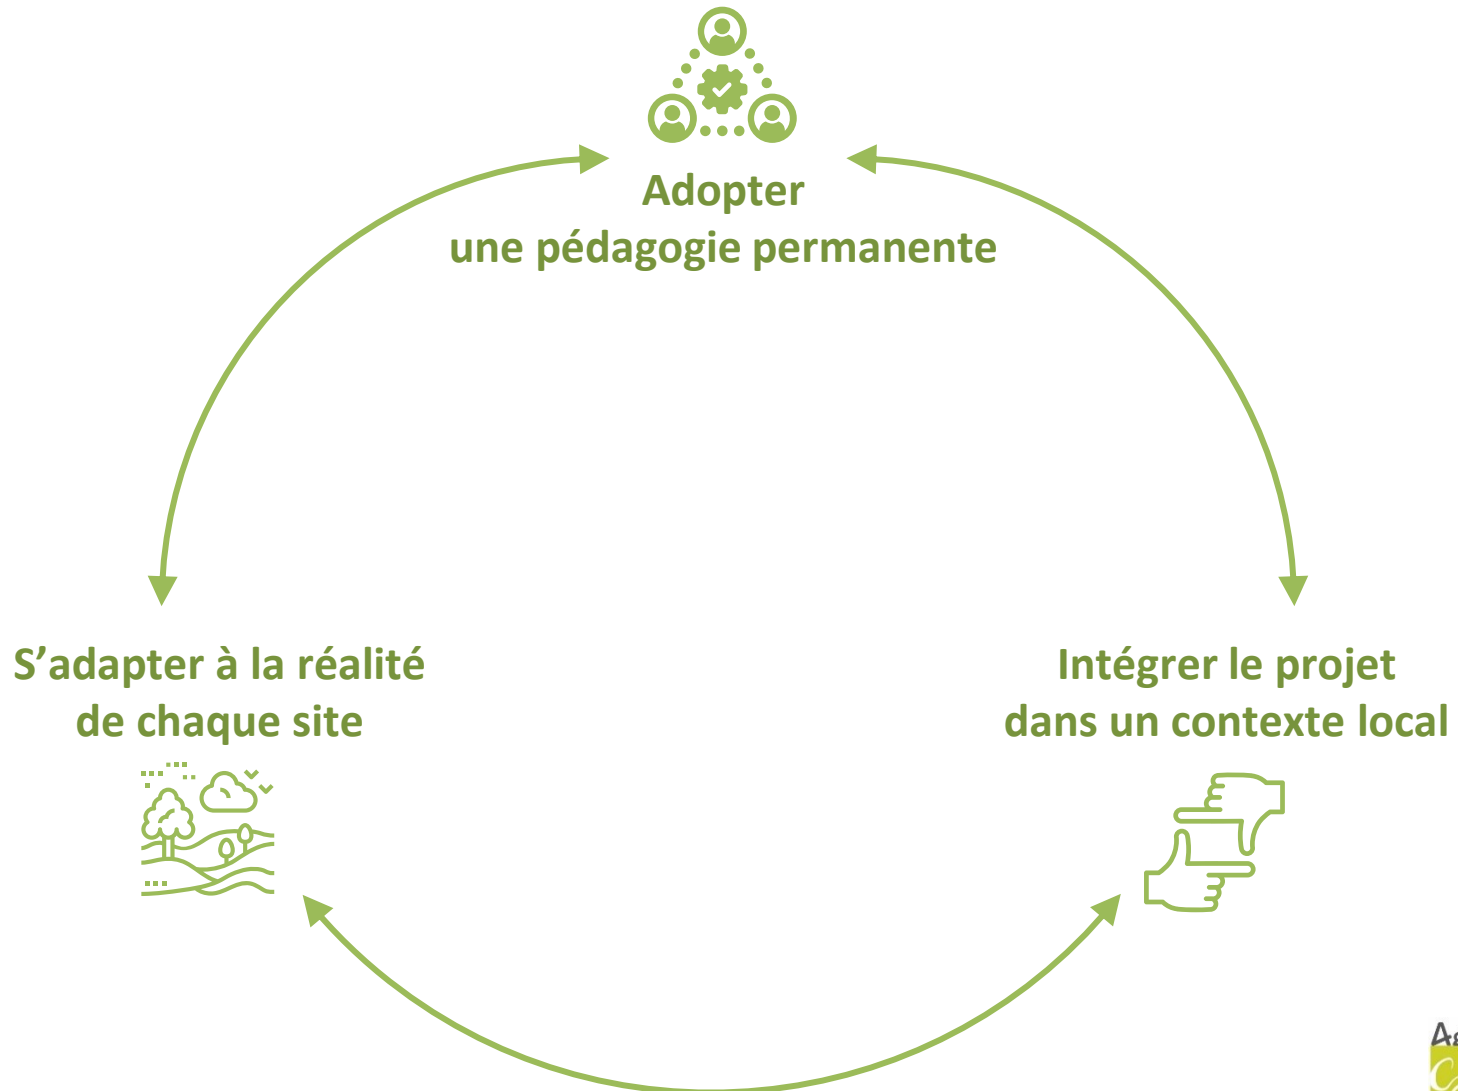 Adopter
une pédagogie permanente
S’adapter à la réalité
de chaque site
Intégrer le projet
dans un contexte local